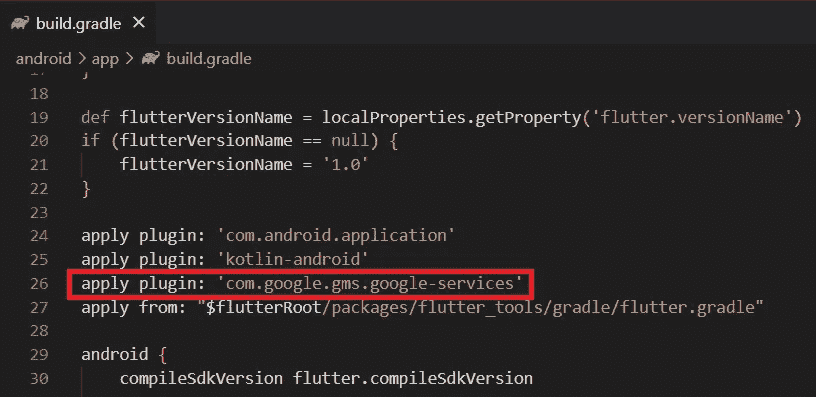 build.gradle ×
android > app > build.gradle
17 }
18
19 def flutterVersionName = localProperties.getProperty('flutter.versionName')
20 if (flutterVersionName == null) {
21 flutterVersionName = '1.0'
22 }
23
24 apply plugin: 'com.android.application'
25 apply plugin: 'kotlin-android'
26 apply plugin: 'com.google.gms.google-services'
27 apply from: "$flutterRoot/packages/flutter_tools/gradle/flutter.gradle"
28
29 android {
30 compileSdkVersion flutter.compileSdkVersion